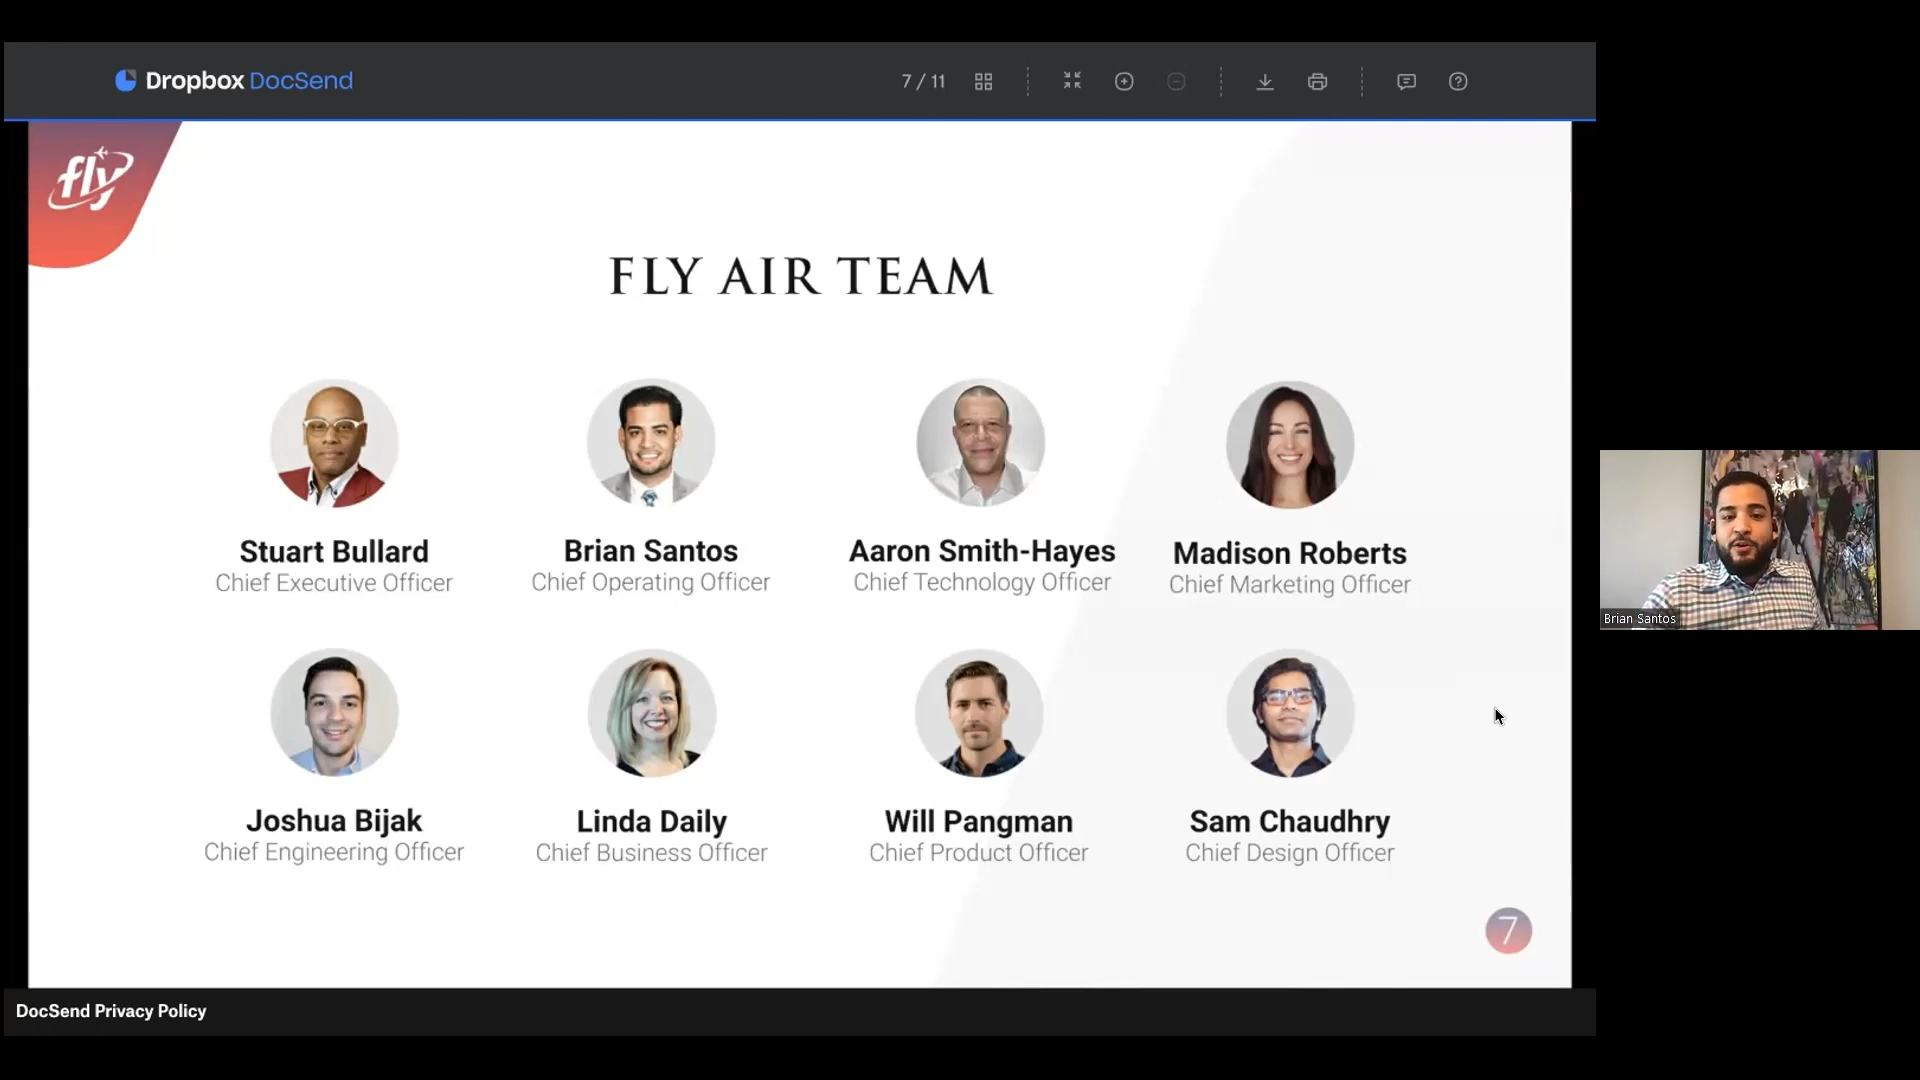 Dropbox DocSend
7 / 11
fly
FLY AIR TEAM
Stuart Bullard
Chief Executive Officer
Brian Santos
Chief Operating Officer
Aaron Smith-Hayes
Chief Technology Officer
Madison Roberts
Chief Marketing Officer
Joshua Bijak
Chief Engineering Officer
Linda Daily
Chief Business Officer
Will Pangman
Chief Product Officer
Sam Chaudhry
Chief Design Officer
7
Brian Santos
DocSend Privacy Policy